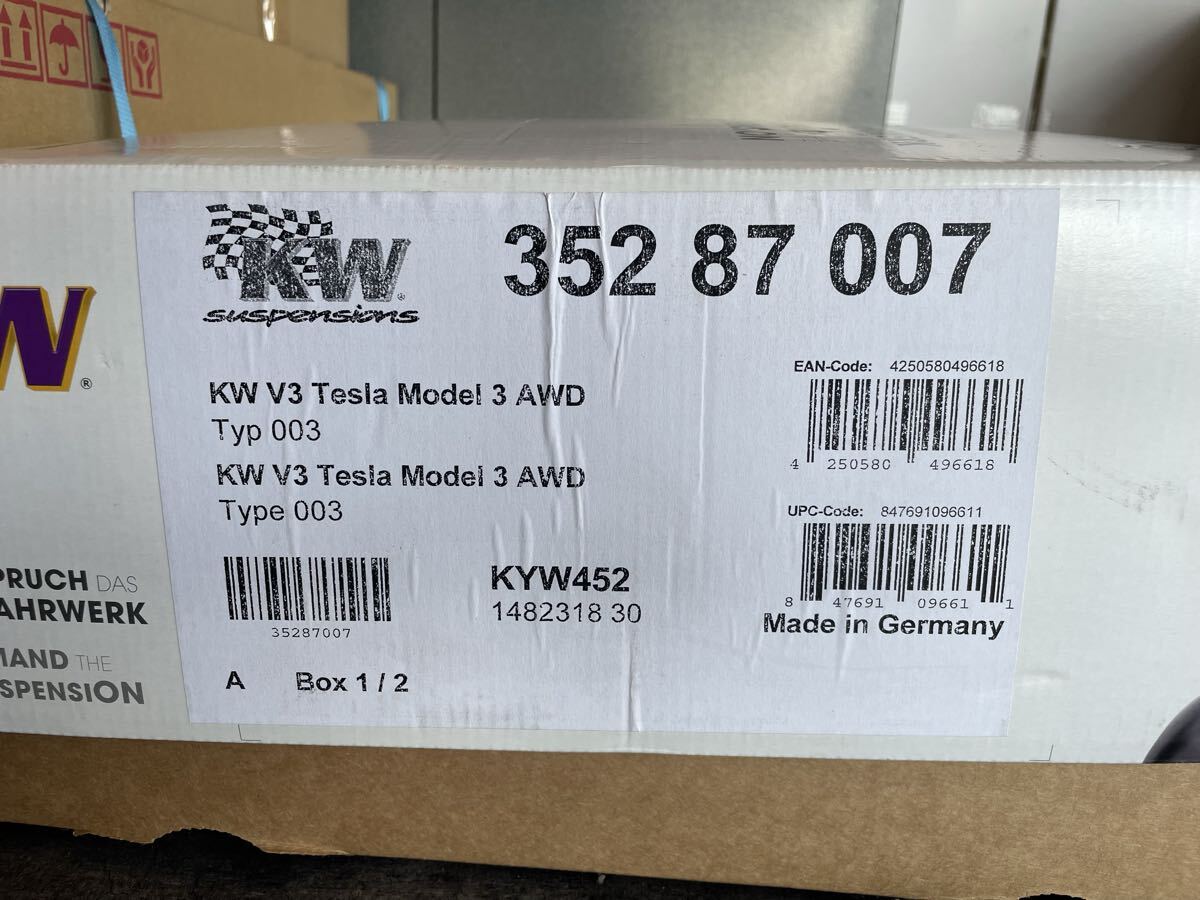 KW
suspensions
352 87 007
KW V3 Tesla Model 3 AWD
Typ 003
KW V3 Tesla Model 3 AWD
Type 003
35287007
A Box 1 / 2
KYW452
1482318 30
EAN-Code: 4250580496618
4 250580 496618
UPC-Code: 847691096611
8 47691 09661 1
Made in Germany
W®
PRUCH DAS
AHRWERK
MAND THE
SPENSION